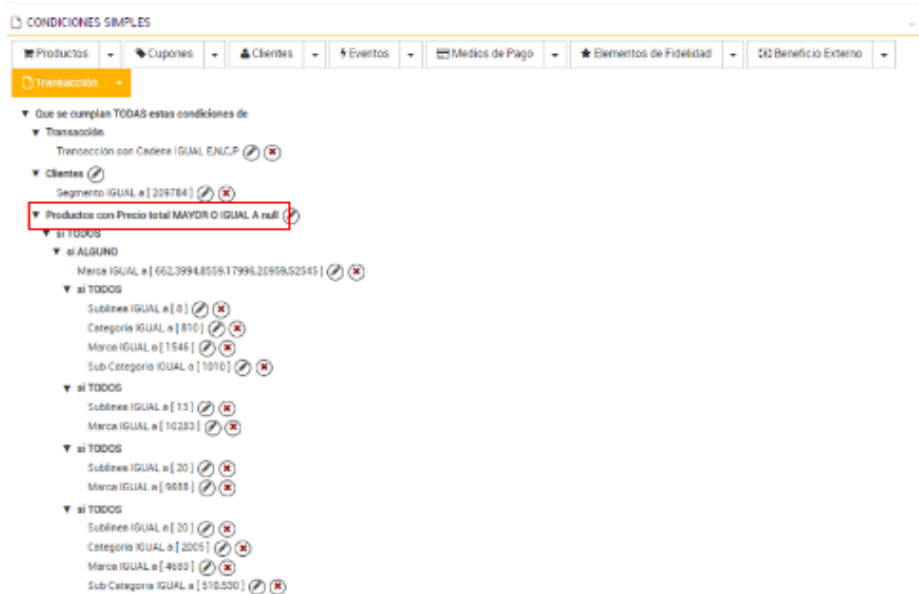 CONDICIONES SIMPLES
Productos Cupones Clientes Eventos Medios de Pago Elementos de Fidelidad Beneficio Externo
Transacción
Que se cumplan TODAS estas condiciones de
Transacción
Transacción con Cadena IGUAL E,N,C,P
Clientes
Segmento IGUAL a [ 209784 ]
Productos con Precio total MAYOR O IGUAL A null
si TODOS
si ALGUNO
Marca IGUAL a [ 662,3994,8559,17996,20959,52545 ]
si TODOS
Sublinea IGUAL a [ 8 ]
Categoria IGUAL a [ 810 ]
Marca IGUAL a [ 1546 ]
Sub Categoria IGUAL a [ 1010 ]
si TODOS
Sublinea IGUAL a [ 13 ]
Marca IGUAL a [ 10283 ]
si TODOS
Sublinea IGUAL a [ 20 ]
Marca IGUAL a [ 9688 ]
si TODOS
Sublinea IGUAL a [ 20 ]
Categoria IGUAL a [ 2005 ]
Marca IGUAL a [ 4680 ]
Sub Categoria IGUAL a [ 510,530 ]